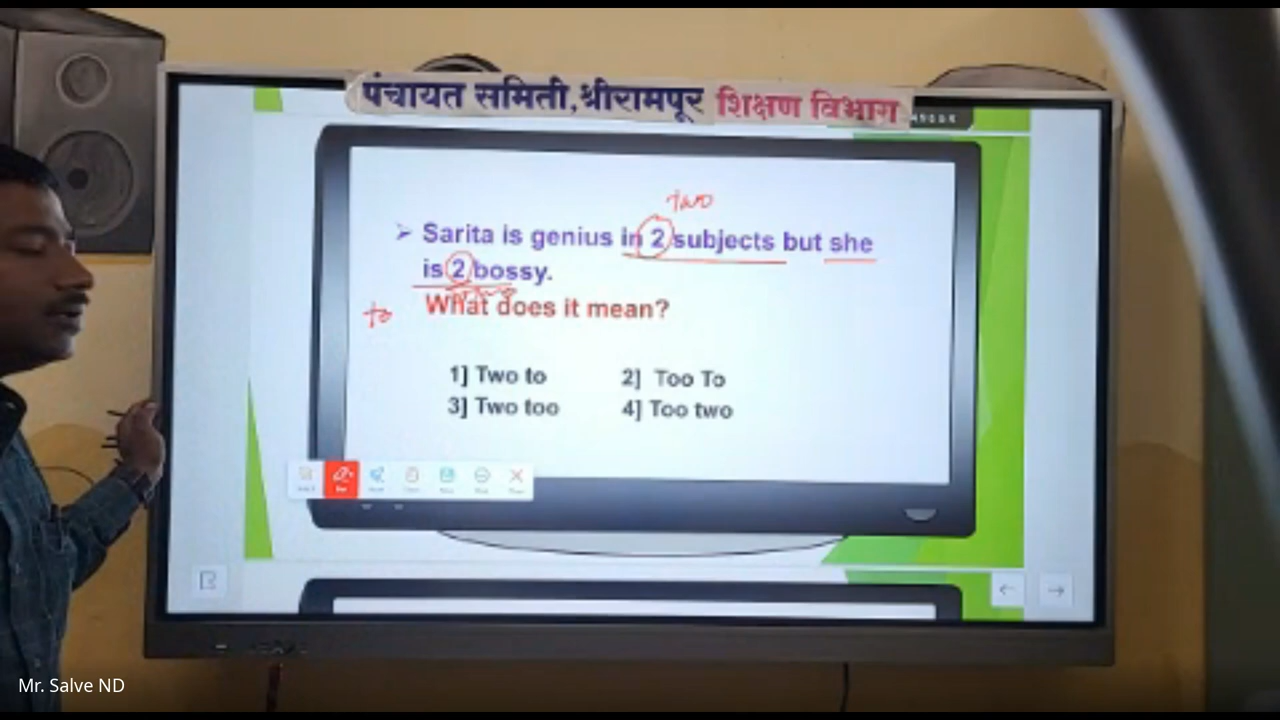 पंचायत समिती,श्रीरामपूर शिक्षण विभाग
two
➢ Sarita is genius in 2 subjects but she
is 2 bossy.
to
What does it mean?
1] Two to 2] Too To
3] Two too 4] Too two
Mr. Salve ND